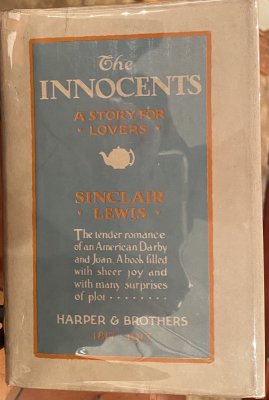 The
INNOCENTS
A STORY FOR
· LOVERS ·
SINCLAIR
· LEWIS ·
The tender romance
of an American Darby
and Joan. A book filled
with sheer joy and
with many surprises
of plot · · · · · · · ·
HARPER & BROTHERS